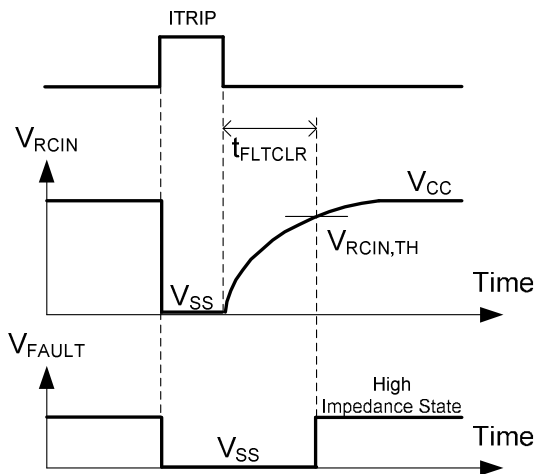 ITRIP
VRCIN
tFLTCLR
VCC
VRCIN,TH
VSS
Time
VFAULT
High
Impedance State
VSS
Time